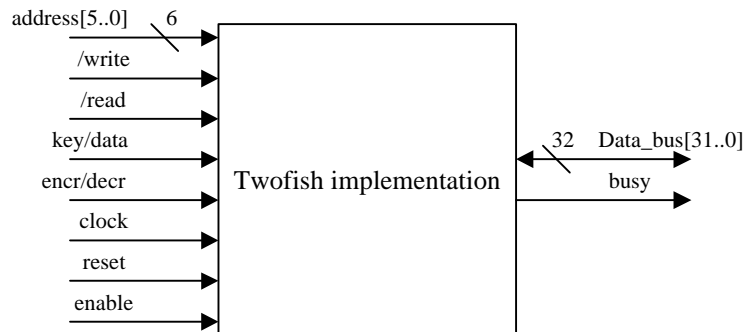 address[5..0] 6
/write
/read
key/data
32 Data_bus[31..0]
encr/decr
Twofish implementation
busy
clock
reset
enable